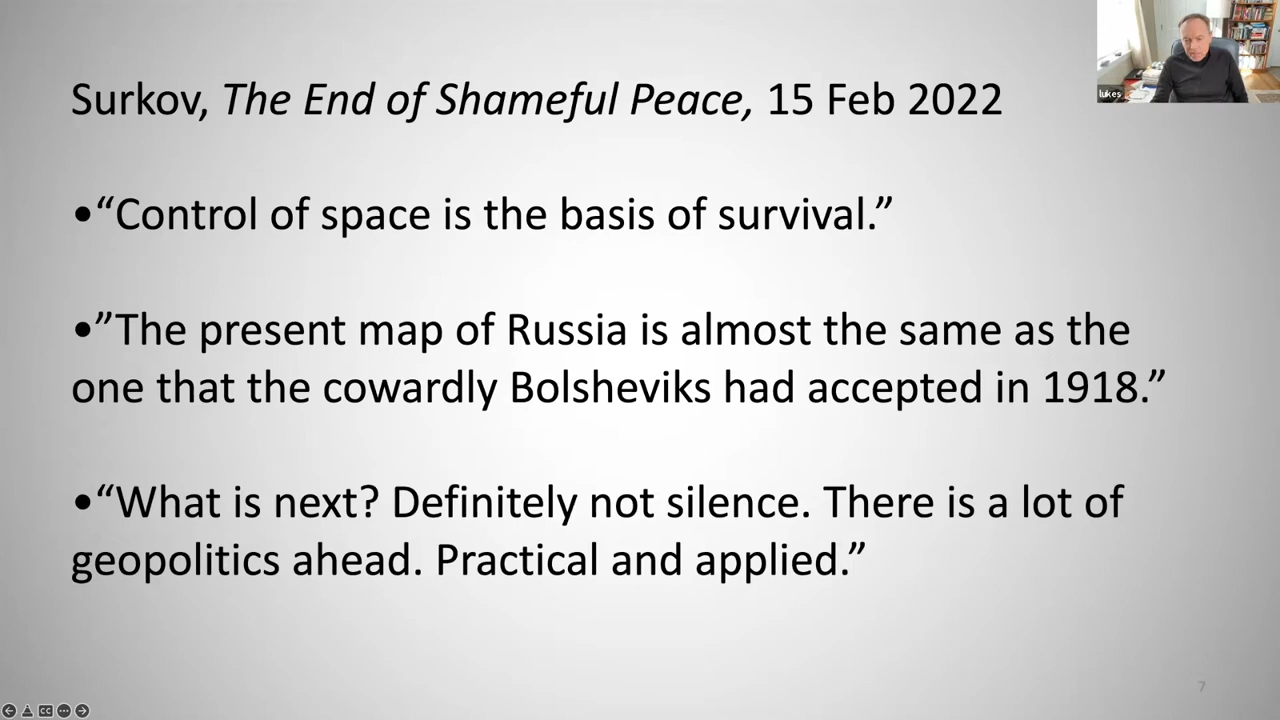 Surkov, The End of Shameful Peace, 15 Feb 2022
lukes
•“Control of space is the basis of survival.”
•”The present map of Russia is almost the same as the
one that the cowardly Bolsheviks had accepted in 1918.”
•“What is next? Definitely not silence. There is a lot of
geopolitics ahead. Practical and applied.”
7
CC